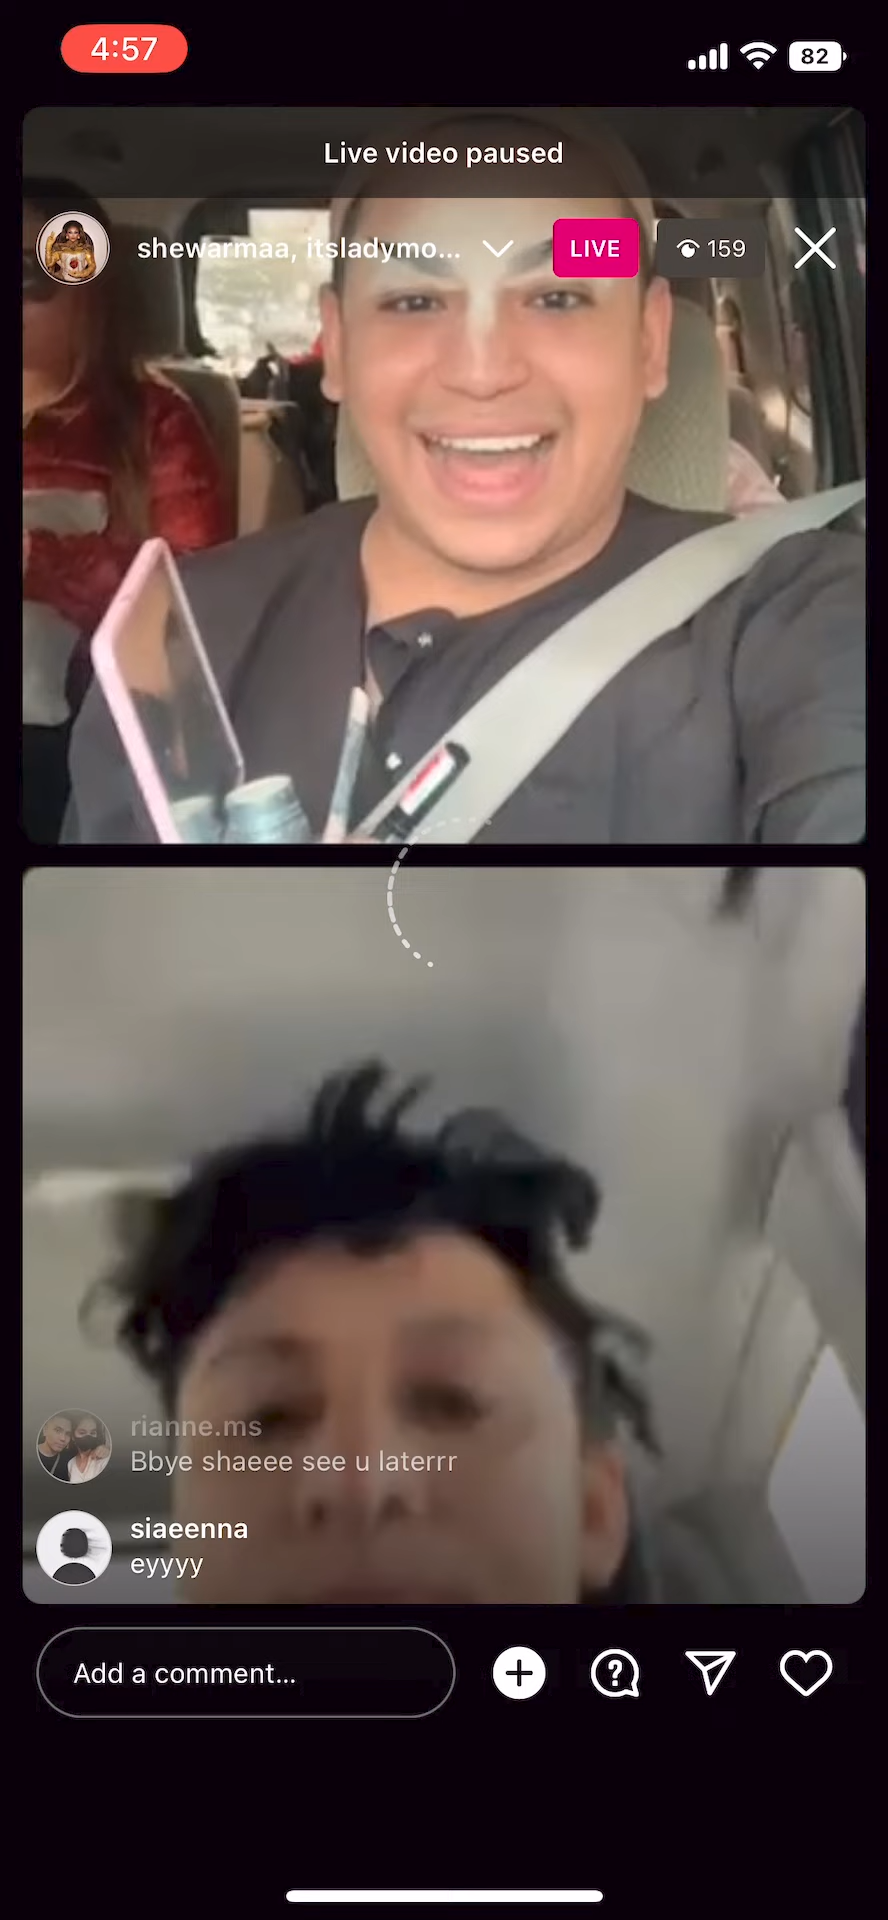 4:57
82
Live video paused
shewarmaa, itsladymo...
LIVE
159
rianne.ms
Bbye shaeee see u laterrr
siaeenna
eyyyy
Add a comment...